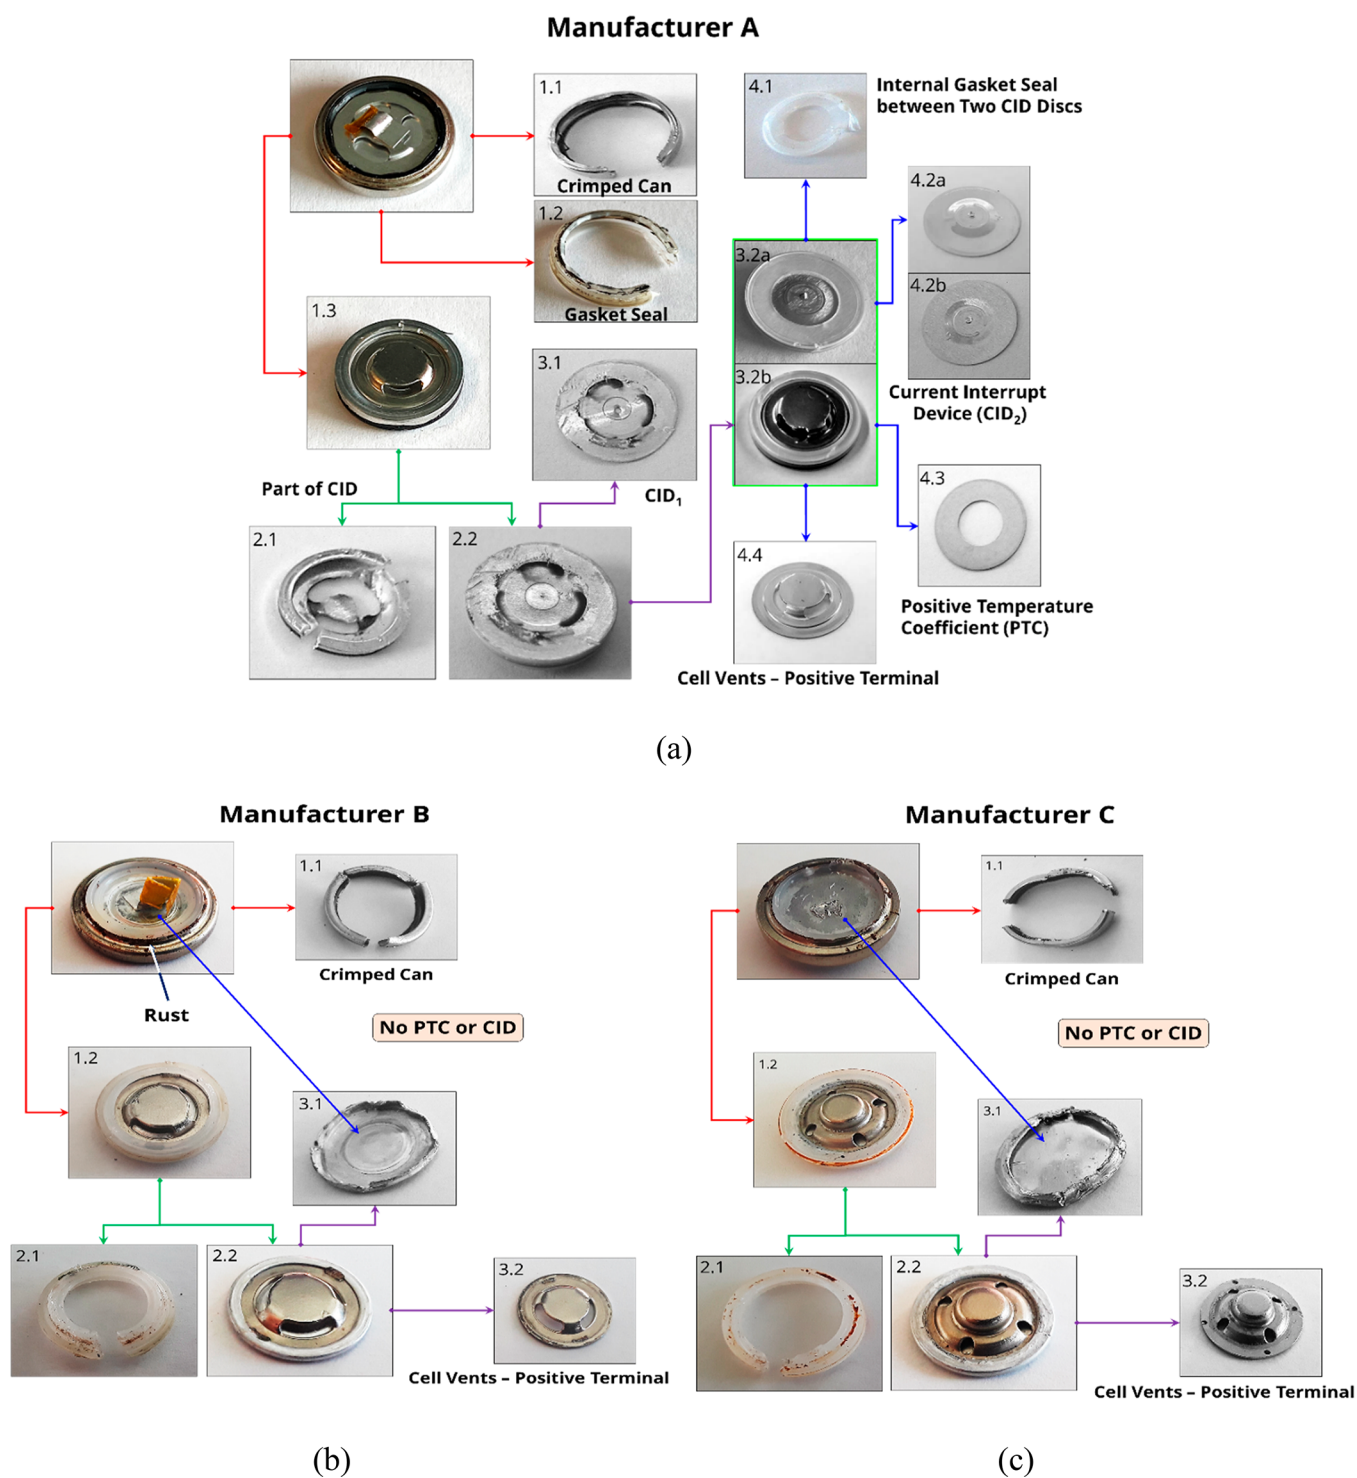 Manufacturer A
1.1
Crimped Can
1.2
Gasket Seal
1.3
4.1
Internal Gasket Seal
between Two CID Discs
4.2a
4.2b
Current Interrupt
Device (CID2)
3.2a
3.2b
3.1
CID1
4.3
Positive Temperature
Coefficient (PTC)
Part of CID
2.1
2.2
4.4
Cell Vents – Positive Terminal
(a)
Manufacturer B
1.1
Crimped Can
Rust
No PTC or CID
1.2
3.1
2.1
2.2
3.2
Cell Vents – Positive Terminal
(b)
Manufacturer C
1.1
Crimped Can
No PTC or CID
1.2
3.1
2.1
2.2
3.2
Cell Vents – Positive Terminal
(c)